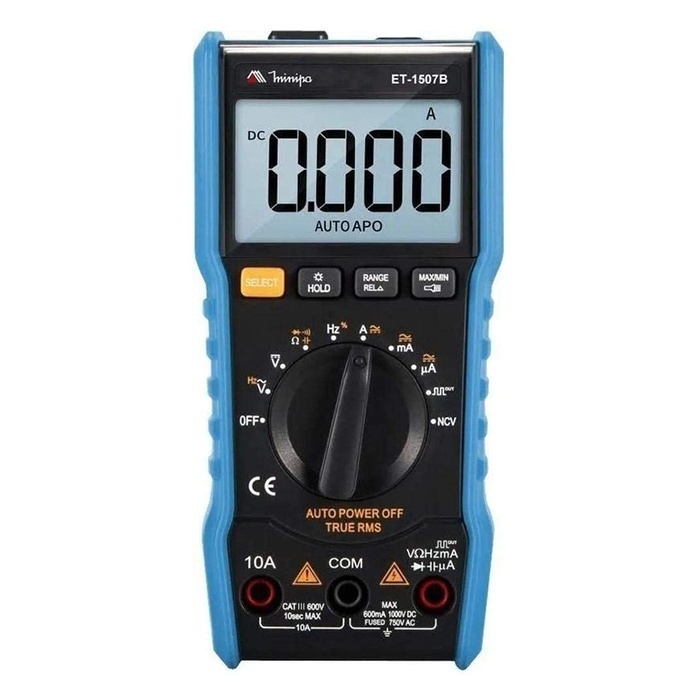 minipa
ET-1507B
A
DC
0.000
AUTO APO
SELECT
HOLD
RANGE
REL△
MAX/MIN
Hz %
A
Ω
mA
V
μA
Hz
V
OUT
OFF
NCV
CE
AUTO POWER OFF
TRUE RMS
OUT
10A
COM
VΩHzmA
μA
CAT III 600V
10sec MAX
10A
MAX
600mA 1000V DC
FUSED 750V AC